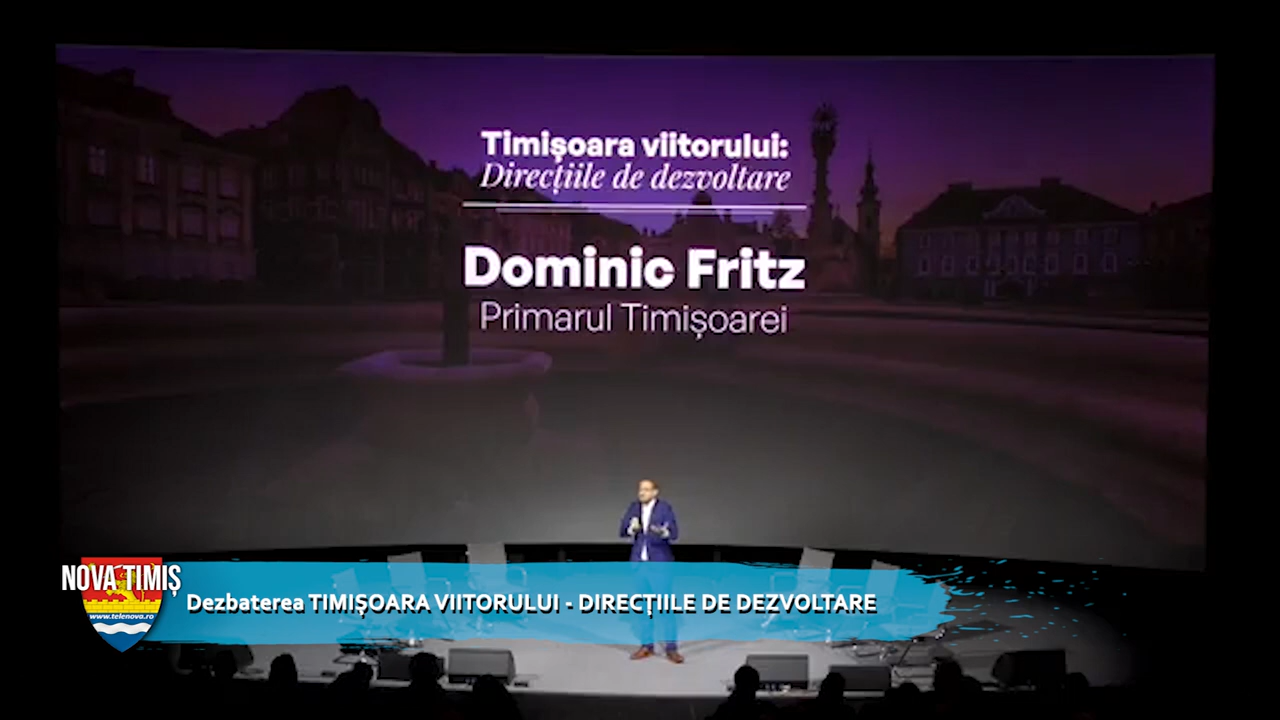 Timișoara viitorului:
Direcțiile de dezvoltare
Dominic Fritz
Primarul Timișoarei
NOVA TIMIȘ
www.telenova.ro
Dezbaterea TIMIȘOARA VIITORULUI - DIRECȚIILE DE DEZVOLTARE